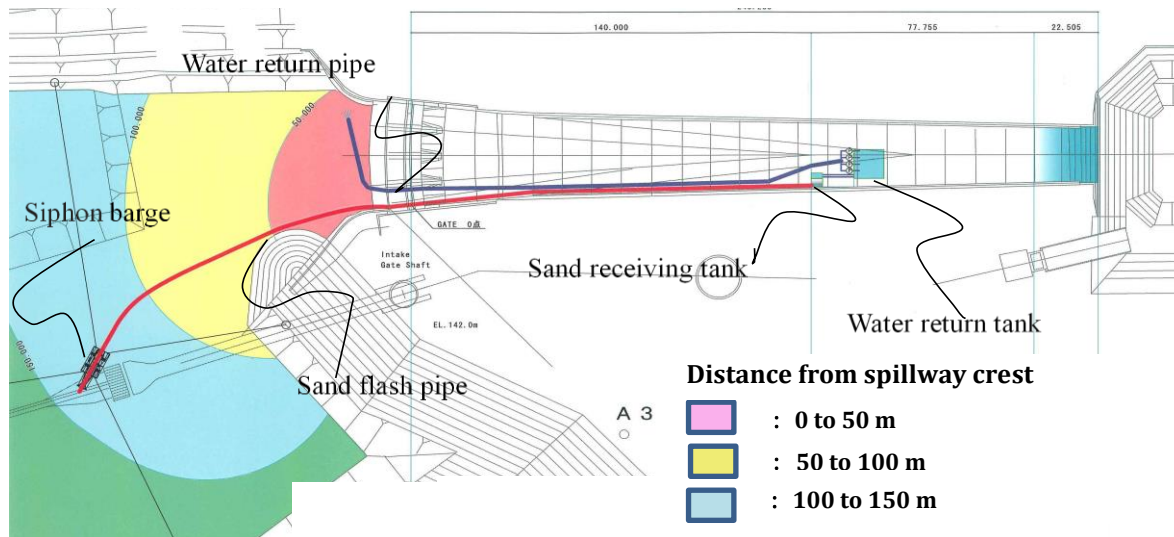 140.000
77.755
22.505
Water return pipe
50.000
100.000
Siphon barge
GATE 0点
Intake
Gate Shaft
Sand receiving tank
EL.142.0m
Water return tank
150.000
Sand flash pipe
Distance from spillway crest
A 3
: 0 to 50 m
: 50 to 100 m
: 100 to 150 m